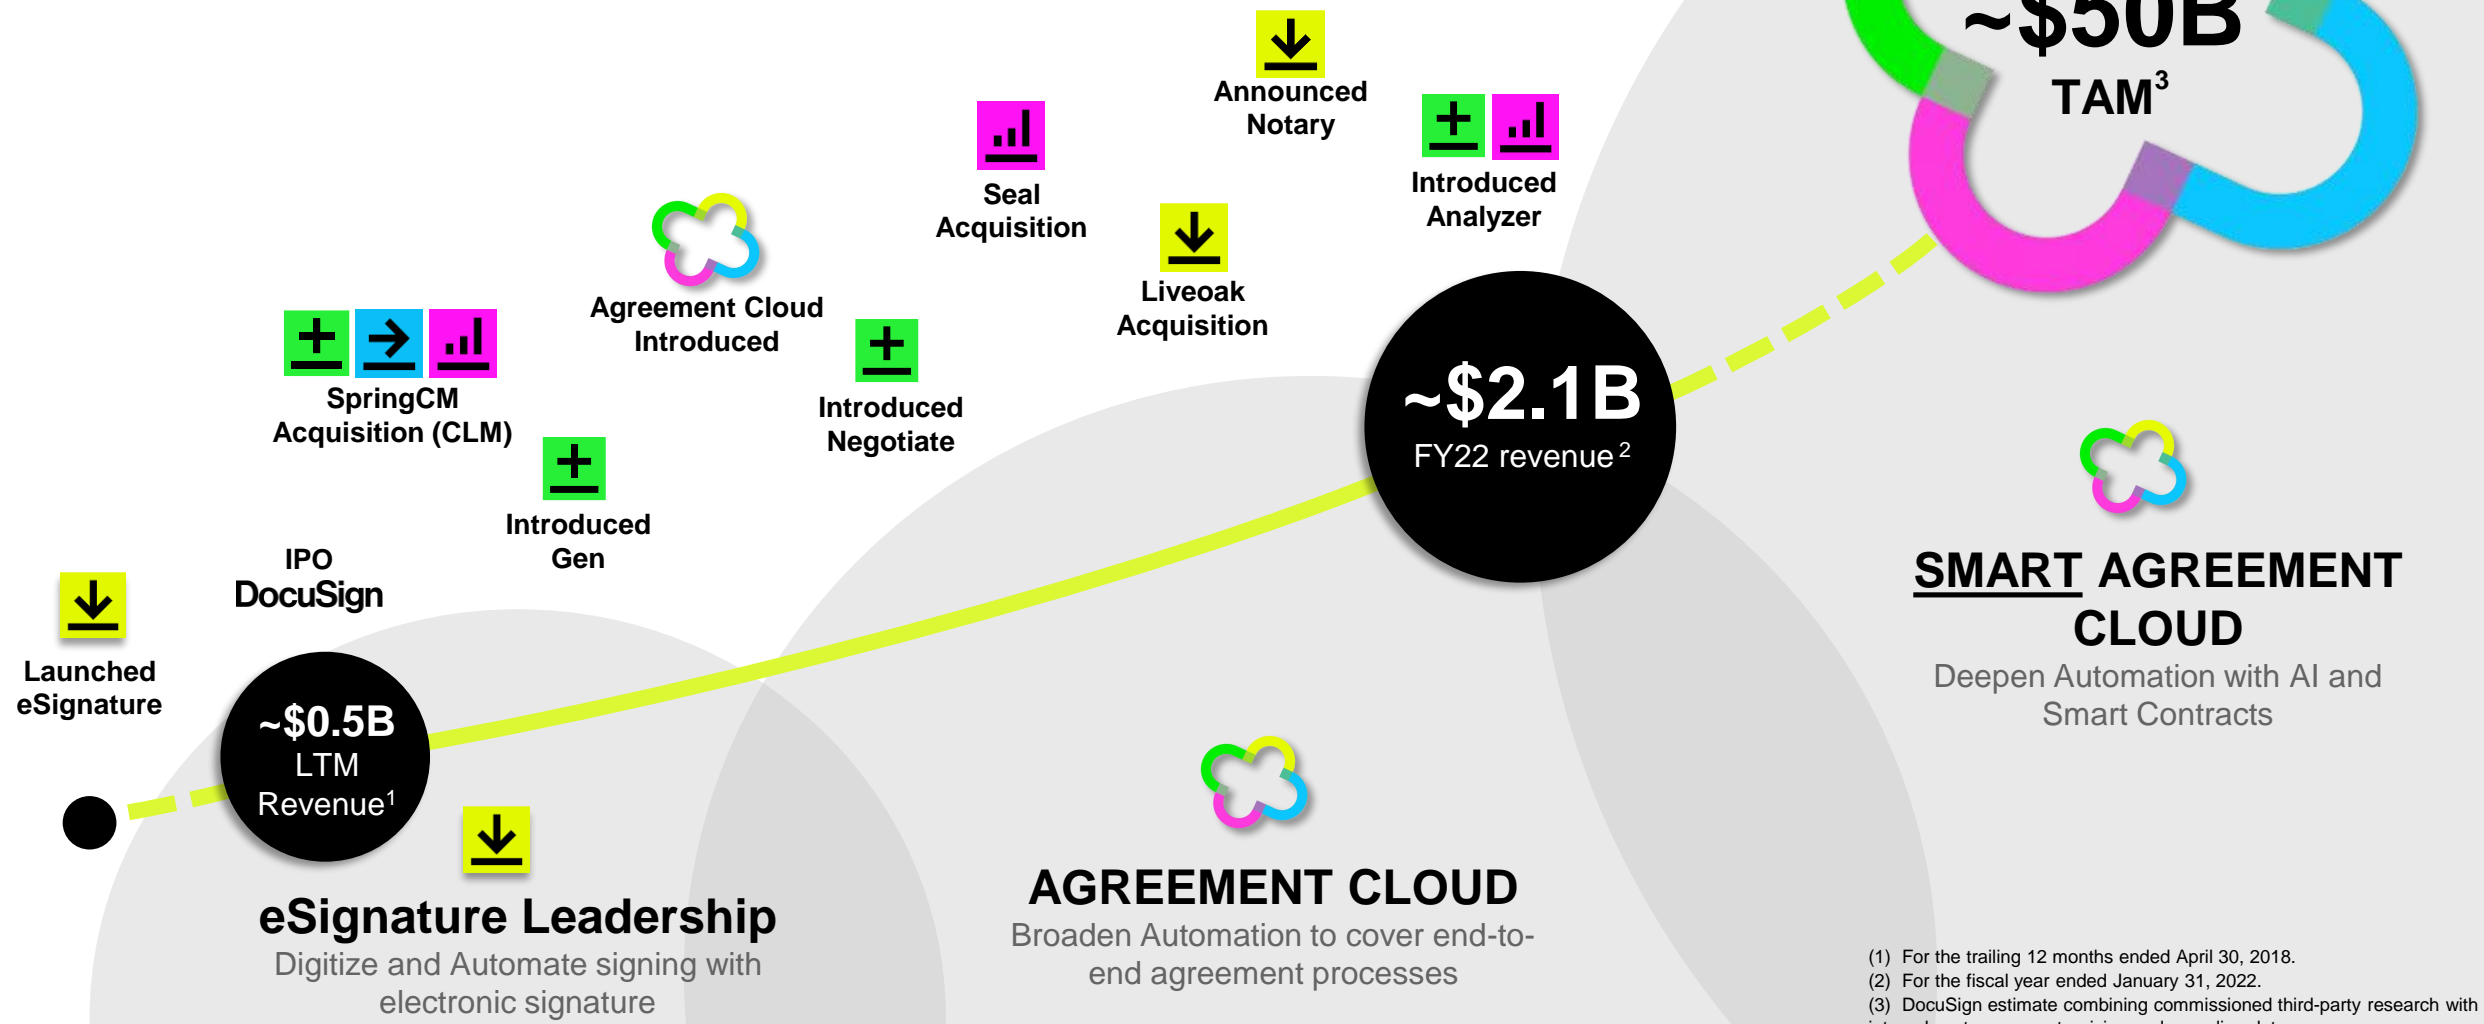 ~$50B
TAM3
Announced
Notary
Introduced
Analyzer
Seal
Acquisition
Liveoak
Acquisition
Agreement Cloud
Introduced
Introduced
Negotiate
SpringCM
Acquisition (CLM)
Introduced
Gen
IPO
DocuSign
Launched
eSignature
~$0.5B
LTM
Revenue1
~$2.1B
FY22 revenue2
eSignature Leadership
Digitize and Automate signing with
electronic signature
AGREEMENT CLOUD
Broaden Automation to cover end-to-
end agreement processes
SMART AGREEMENT
CLOUD
Deepen Automation with AI and
Smart Contracts
(1) For the trailing 12 months ended April 30, 2018.
(2) For the fiscal year ended January 31, 2022.
(3) DocuSign estimate combining commissioned third-party research with